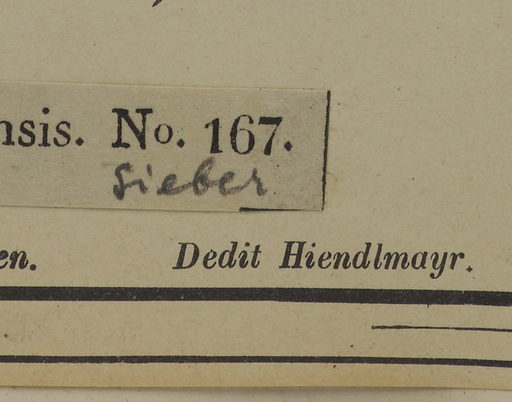 nsis. No. 167.
Sieber
en. Dedit Hiendlmayr.